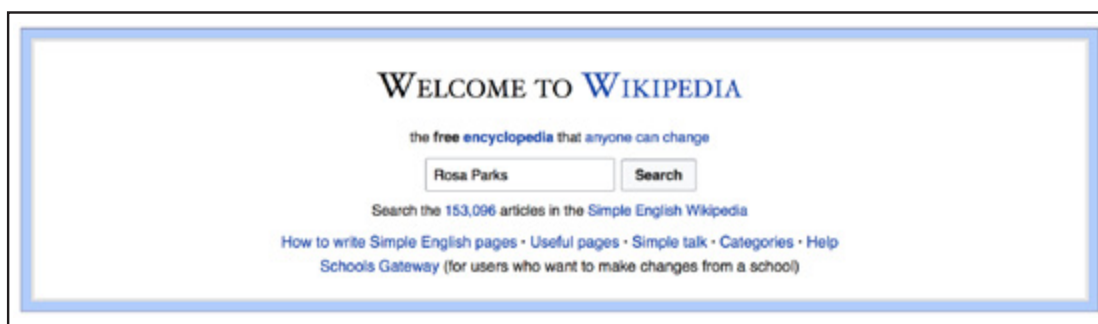 WELCOME TO WIKIPEDIA
the free encyclopedia that anyone can change
Rosa Parks Search
Search the 153,096 articles in the Simple English Wikipedia
How to write Simple English pages · Useful pages · Simple talk · Categories · Help
Schools Gateway (for users who want to make changes from a school)